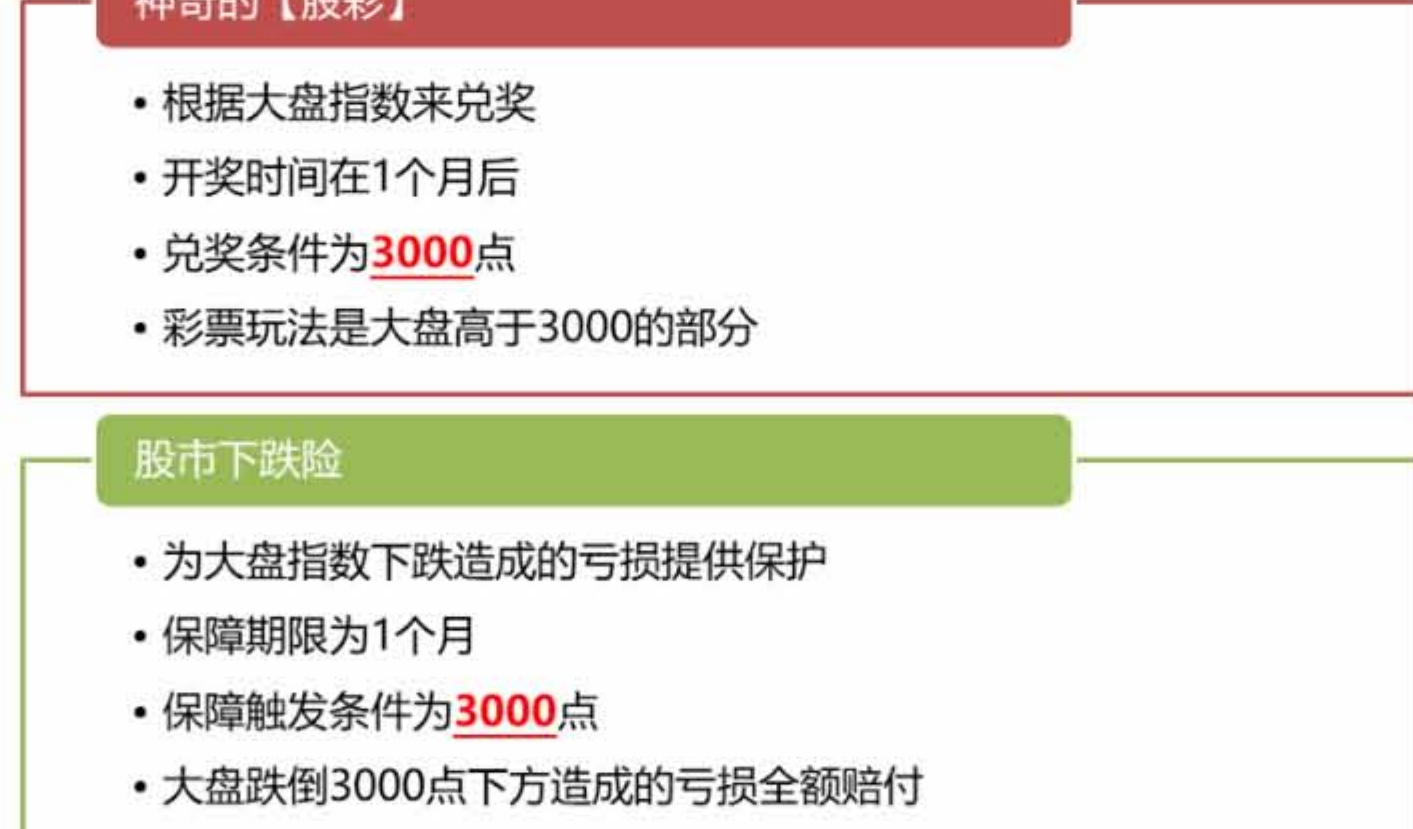 神奇的【股彩】
根据大盘指数来兑奖
开奖时间在1个月后
兑奖条件为3000点
彩票玩法是大盘高于3000的部分
股市下跌险
为大盘指数下跌造成的亏损提供保护
保障期限为1个月
保障触发条件为3000点
大盘跌倒3000点下方造成的亏损全额赔付